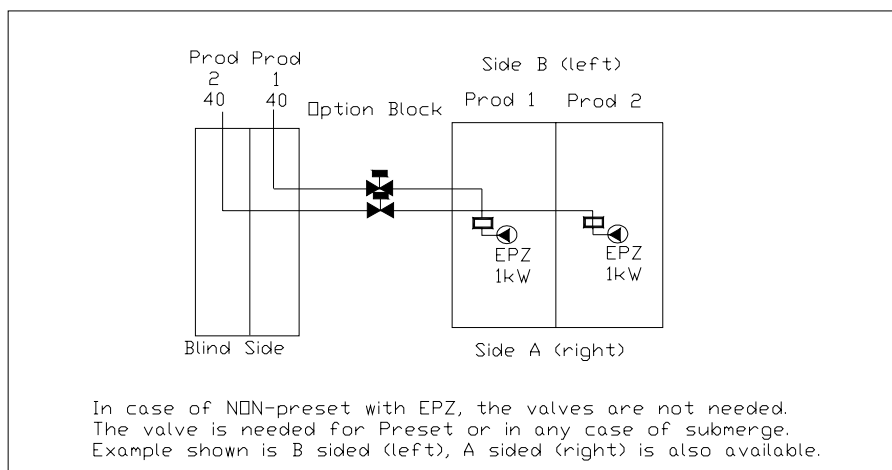 Prod Prod
2 1
40 40
Option Block
Side B (left)
Prod 1 Prod 2
EPZ EPZ
1kW 1kW
Blind Side
Side A (right)
In case of NON-preset with EPZ, the valves are not needed.
The valve is needed for Preset or in any case of submerge.
Example shown is B sided (left), A sided (right) is also available.